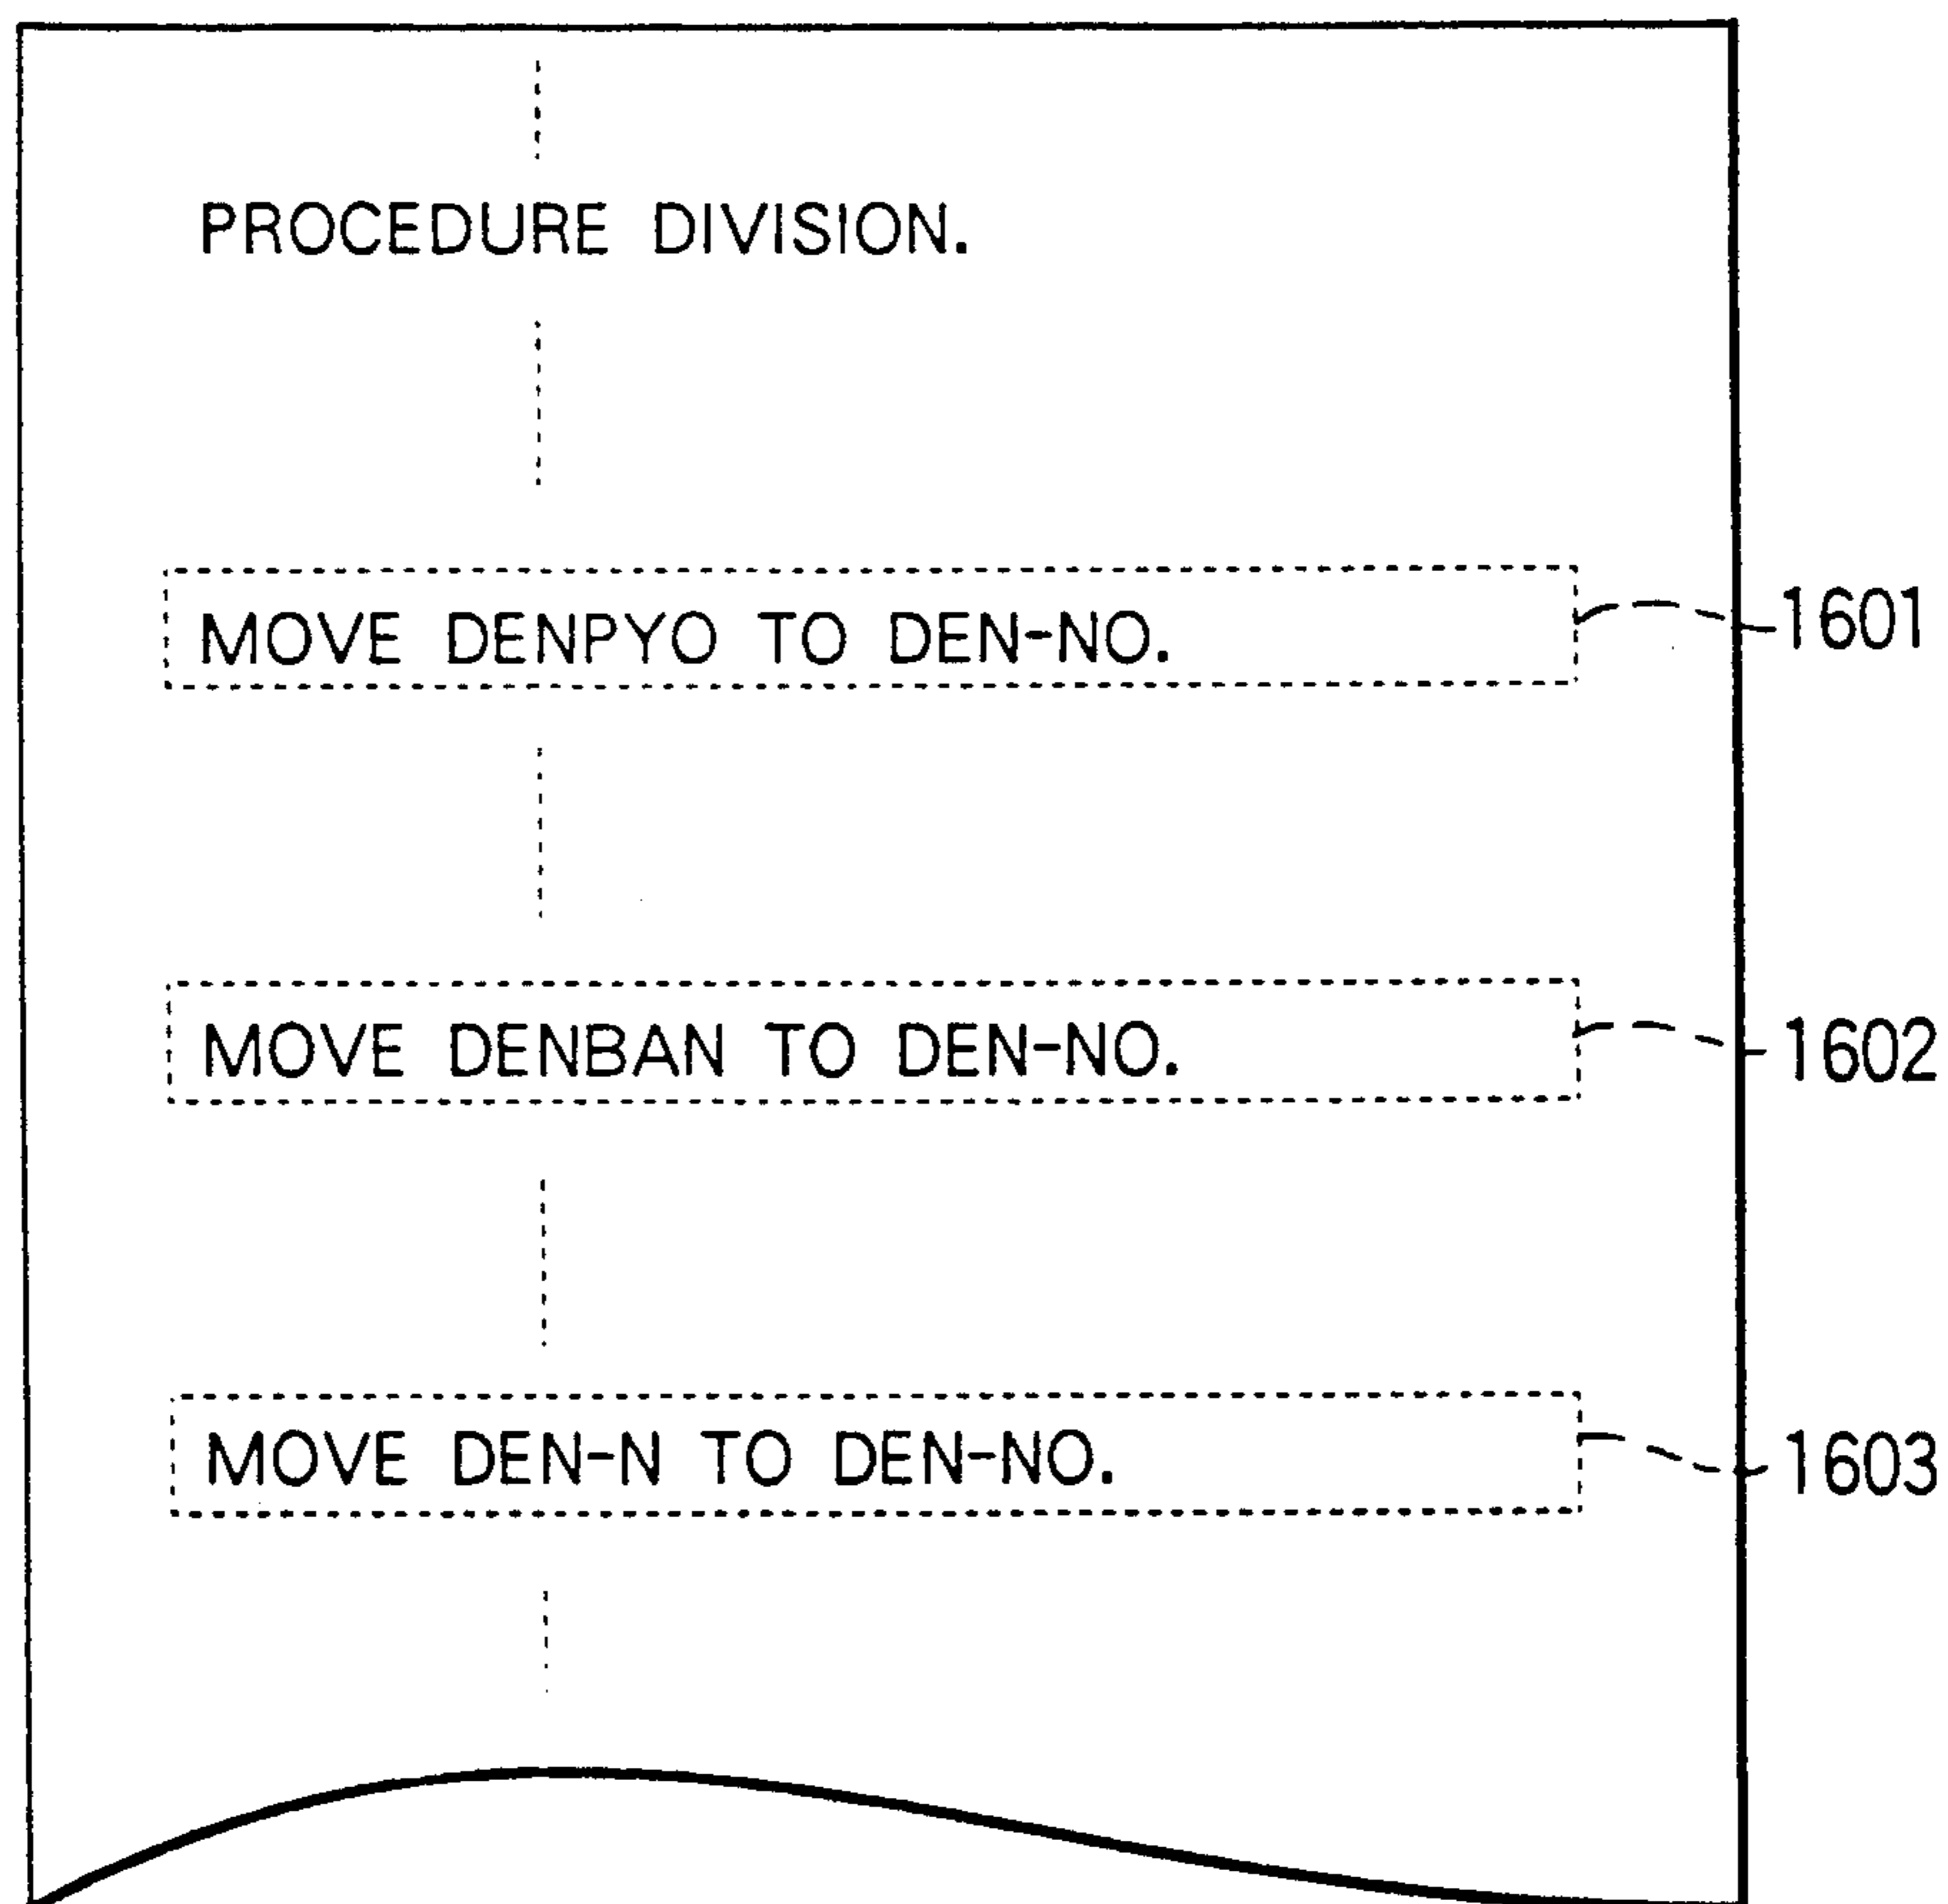 PROCEDURE DIVISION.
MOVE DENPYO TO DEN-NO.
1601
MOVE DENBAN TO DEN-NO.
1602
MOVE DEN-N TO DEN-NO.
1603